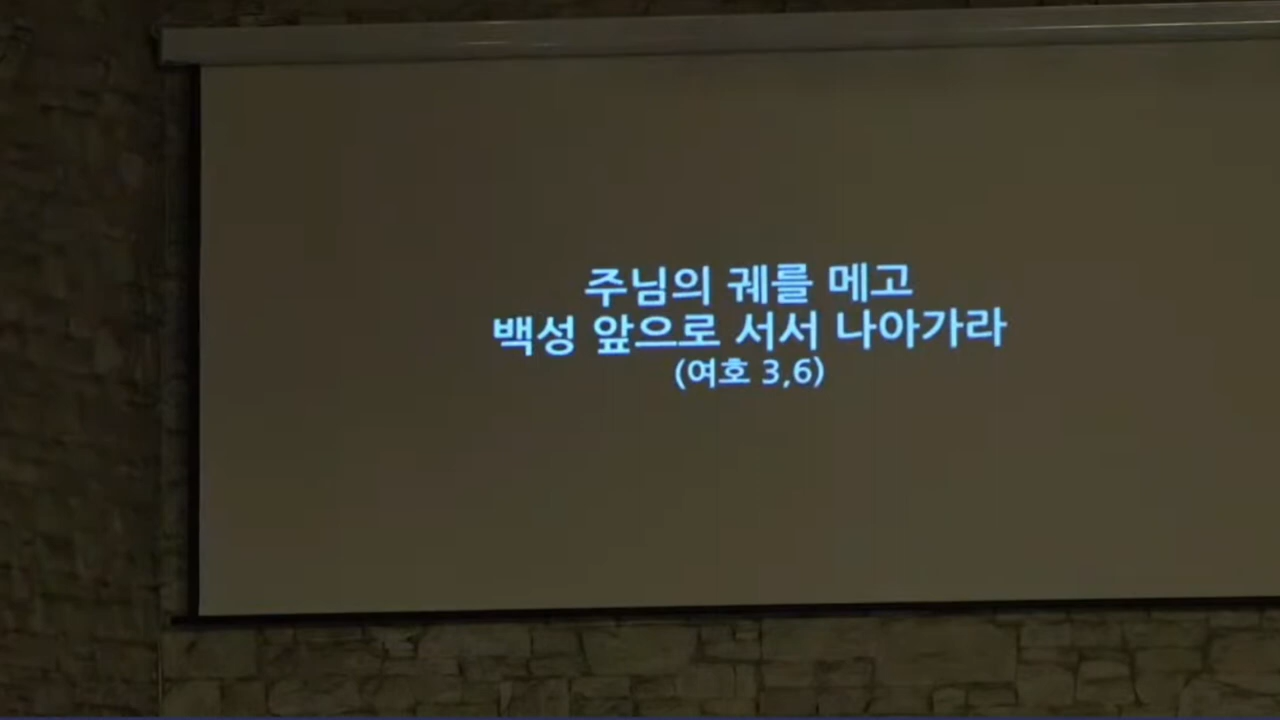 주님의 궤를 메고
백성 앞으로 서서 나아가라
(여호 3,6)